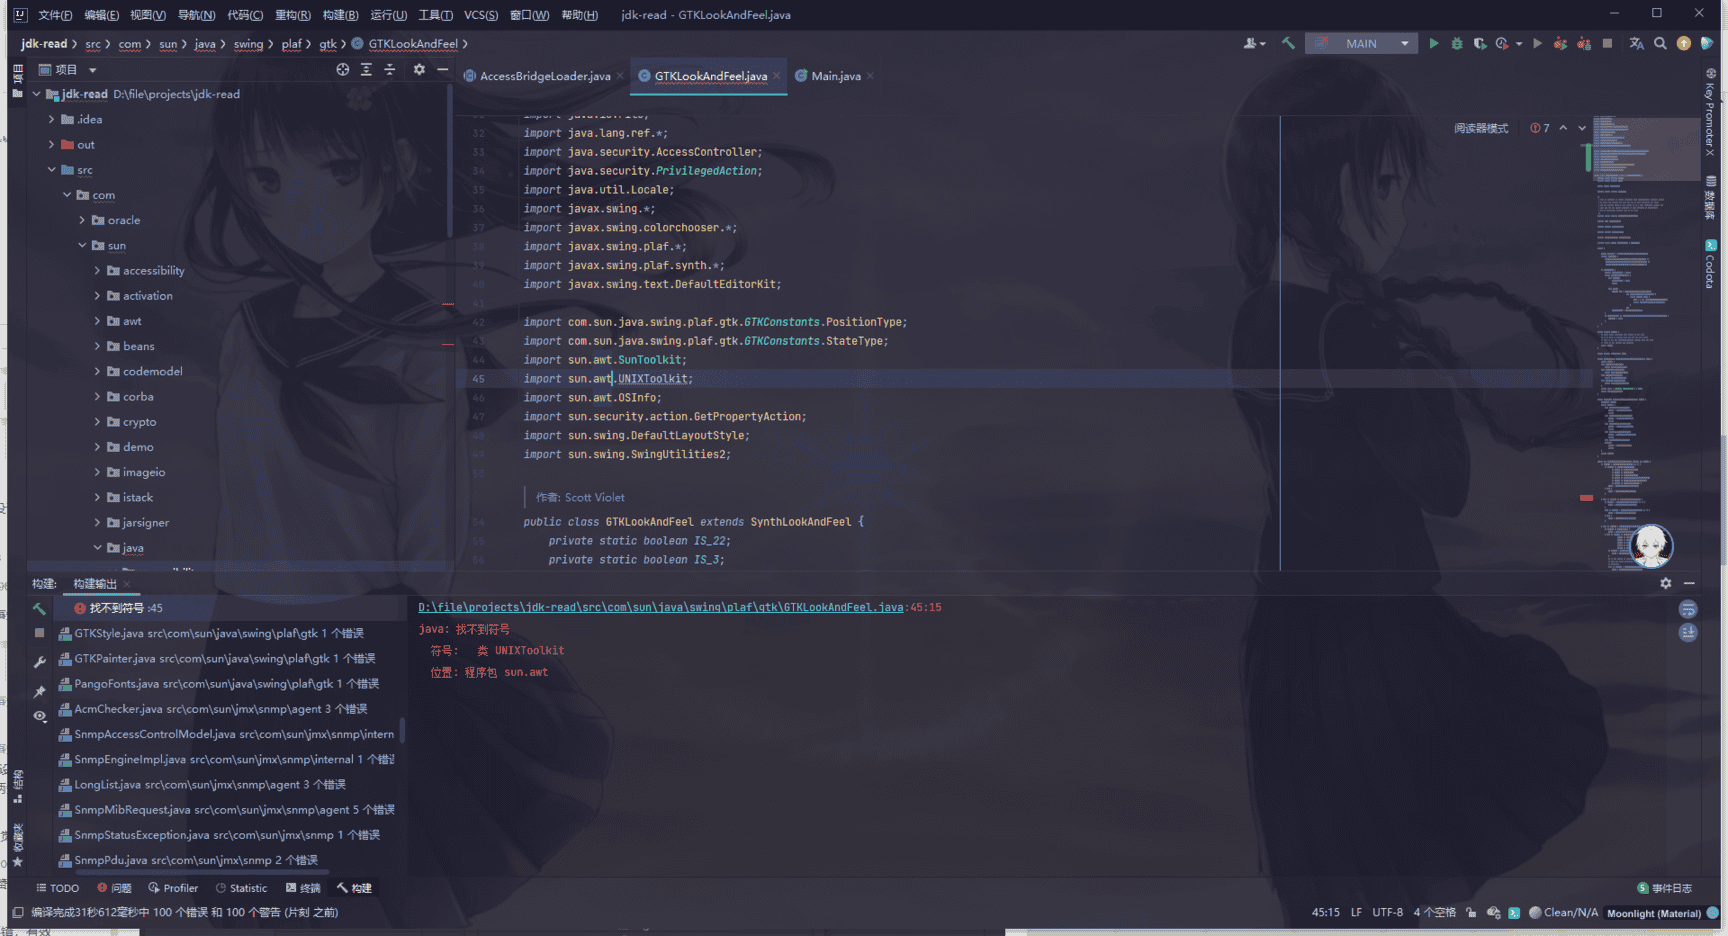 文件(F) 编辑(E) 视图(V) 导航(N) 代码(C) 重构(R) 构建(B) 运行(U) 工具(T) VCS(S) 窗口(W) 帮助(H) jdk-read - GTKLookAndFeel.java
jdk-read src com sun java swing plaf gtk GTKLookAndFeel
MAIN
项目
项目
AccessBridgeLoader.java GTKLookAndFeel.java Main.java
jdk-read D:\file\projects\jdk-read
.idea
out
src
com
oracle
sun
accessibility
activation
awt
beans
codemodel
corba
crypto
demo
imageio
istack
jarsigner
java
阅读器模式 7
32 import java.lang.ref.*;
33 import java.security.AccessController;
34 import java.security.PrivilegedAction;
35 import java.util.Locale;
36 import javax.swing.*;
37 import javax.swing.colorchooser.*;
38 import javax.swing.plaf.*;
39 import javax.swing.plaf.synth.*;
40 import javax.swing.text.DefaultEditorKit;
41
42 import com.sun.java.swing.plaf.gtk.GTKConstants.PositionType;
43 import com.sun.java.swing.plaf.gtk.GTKConstants.StateType;
44 import sun.awt.SunToolkit;
45 import sun.awt.UNIXToolkit;
46 import sun.awt.OSInfo;
47 import sun.security.action.GetPropertyAction;
48 import sun.swing.DefaultLayoutStyle;
49 import sun.swing.SwingUtilities2;
50
作者: Scott Violet
54 public class GTKLookAndFeel extends SynthLookAndFeel {
55 private static boolean IS_22;
56 private static boolean IS_3;
Key Promoter X
数据库
Codota
构建: 构建输出
找不到符号 :45
GTKStyle.java src\com\sun\java\swing\plaf\gtk 1 个错误
GTKPainter.java src\com\sun\java\swing\plaf\gtk 1 个错误
PangoFonts.java src\com\sun\java\swing\plaf\gtk 1 个错误
AcmChecker.java src\com\sun\jmx\snmp\agent 3 个错误
SnmpAccessControlModel.java src\com\sun\jmx\snmp\intern
SnmpEngineImpl.java src\com\sun\jmx\snmp\internal 1 个错误
LongList.java src\com\sun\jmx\snmp\agent 3 个错误
SnmpMibRequest.java src\com\sun\jmx\snmp\agent 5 个错误
SnmpStatusException.java src\com\sun\jmx\snmp 1 个错误
SnmpPdu.java src\com\sun\jmx\snmp 2 个错误
D:\file\projects\jdk-read\src\com\sun\java\swing\plaf\gtk\GTKLookAndFeel.java:45:15
java: 找不到符号
符号: 类 UNIXToolkit
位置: 程序包 sun.awt
结构
收藏夹
TODO 问题 Profiler Statistic 终端 构建 事件日志
编译完成31秒612毫秒中 100 个错误 和 100 个警告 (片刻 之前) 45:15 LF UTF-8 4 个空格 Clean/N/A Moonlight (Material)